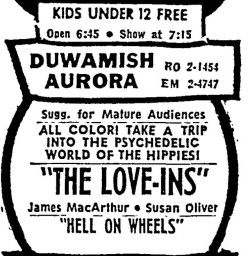 KIDS UNDER 12 FREE
Open 6:45 • Show at 7:15
DUWAMISH RO 2-1454
AURORA EM 2-4747
Sugg. for Mature Audiences
ALL COLOR! TAKE A TRIP
INTO THE PSYCHEDELIC
WORLD OF THE HIPPIES!
"THE LOVE-INS"
James MacArthur • Susan Oliver
"HELL ON WHEELS"